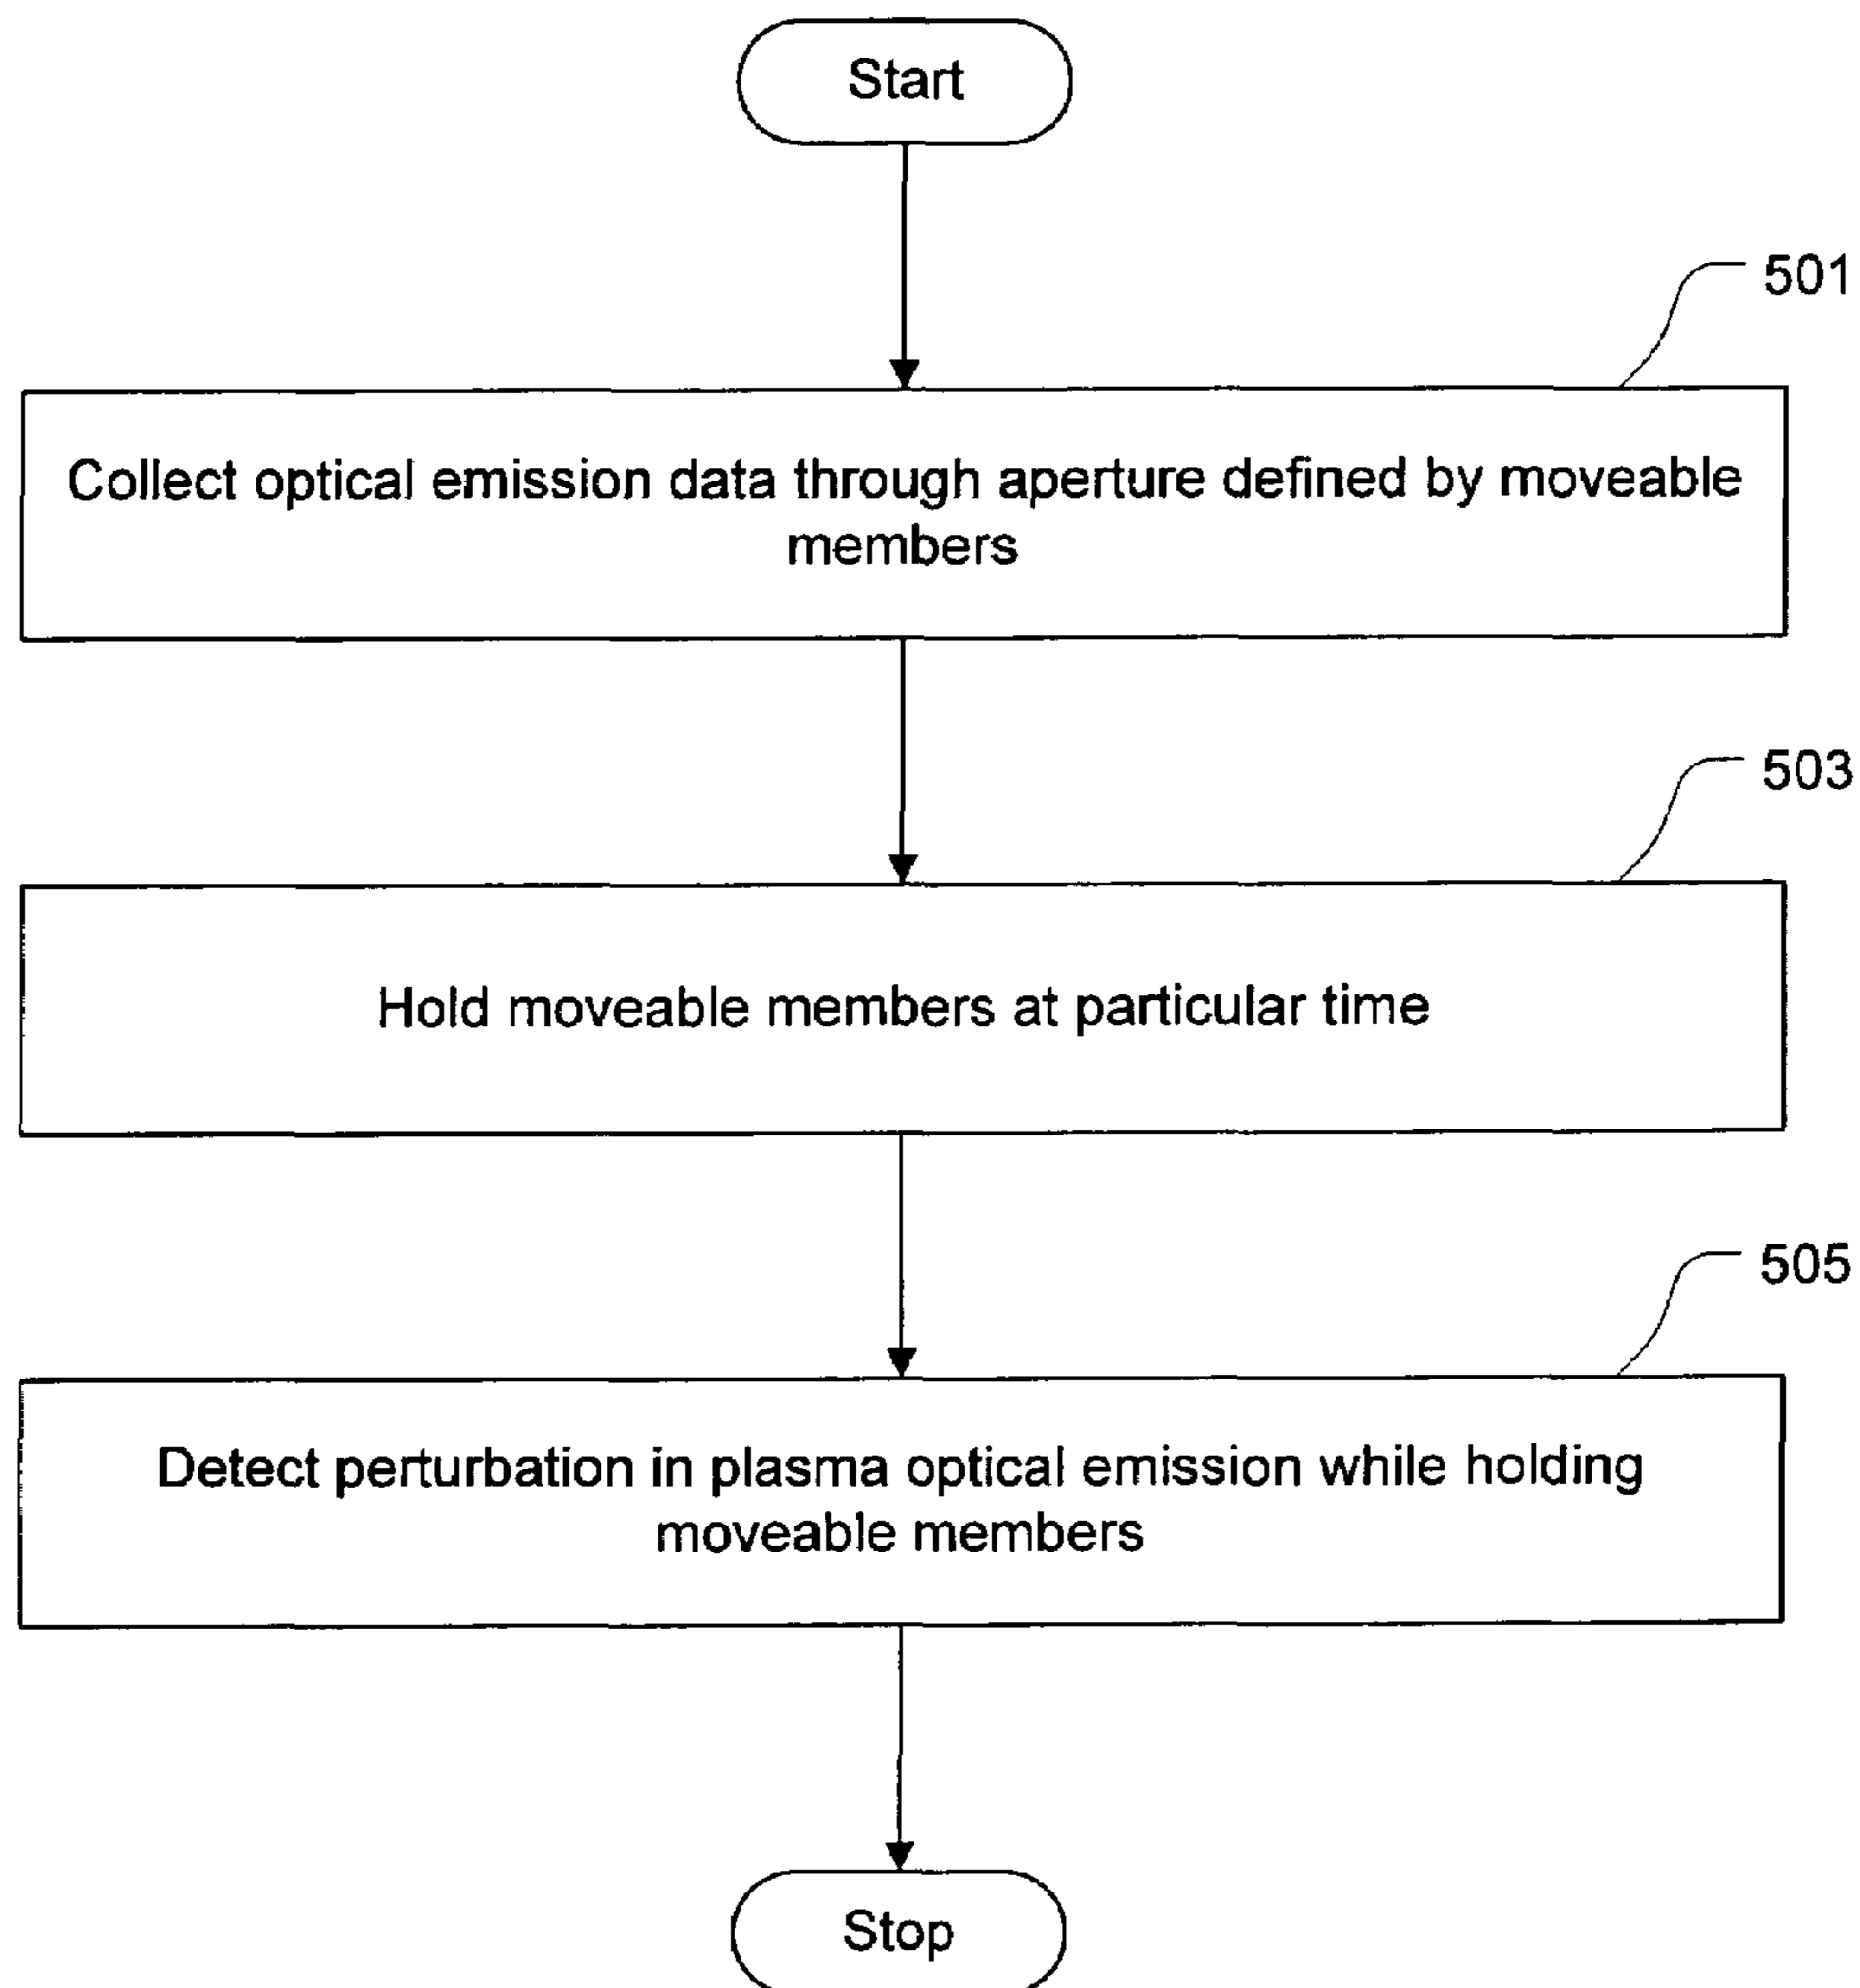 Start
501
Collect optical emission data through aperture defined by moveable
members
503
Hold moveable members at particular time
505
Detect perturbation in plasma optical emission while holding
moveable members
Stop